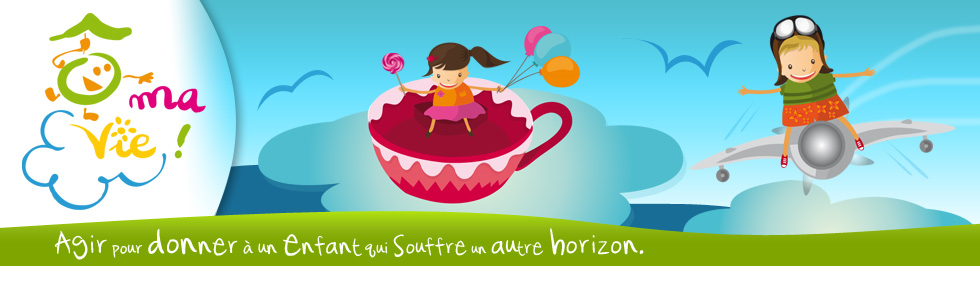 Ô
ma
Vie !
Agir pour donner à un Enfant qui Souffre un autre horizon.